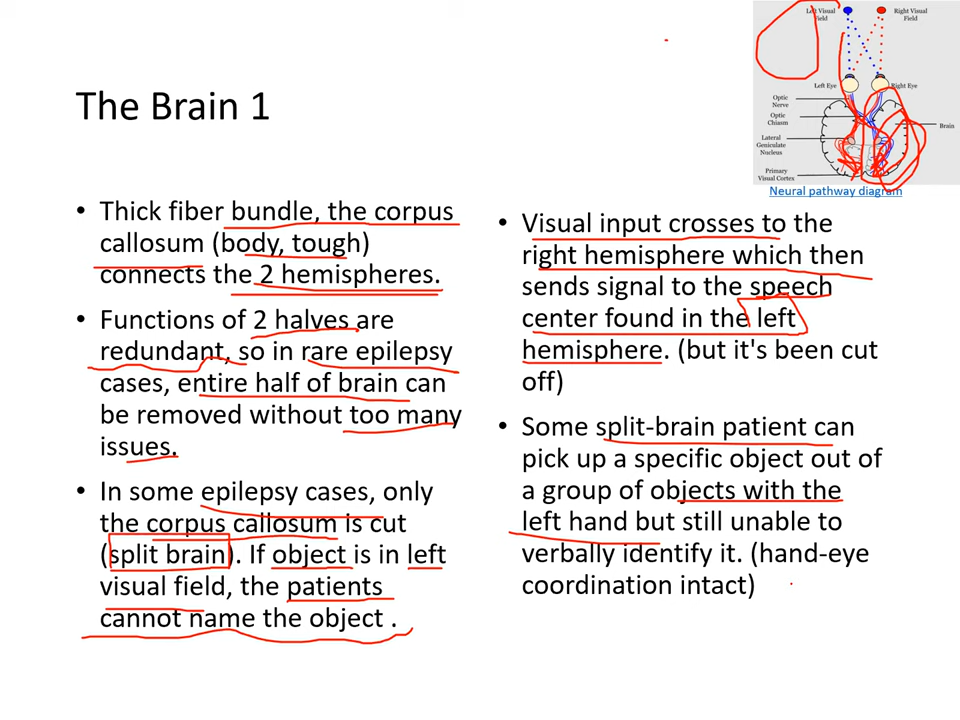 The Brain 1
• Thick fiber bundle, the corpus
callosum (body, tough)
connects the 2 hemispheres.
• Functions of 2 halves are
redundant, so in rare epilepsy
cases, entire half of brain can
be removed without too many
issues.
• In some epilepsy cases, only
the corpus callosum is cut
(split brain). If object is in left
visual field, the patients
cannot name the object .
Left Visual
Field
Right Visual
Field
Left Eye
Right Eye
Optic
Nerve
Optic
Chiasm
Lateral
Geniculate
Nucleus
Primary
Visual Cortex
Brain
Neural pathway diagram
• Visual input crosses to the
right hemisphere which then
sends signal to the speech
center found in the left
hemisphere. (but it's been cut
off)
• Some split-brain patient can
pick up a specific object out of
a group of objects with the
left hand but still unable to
verbally identify it. (hand-eye
coordination intact)